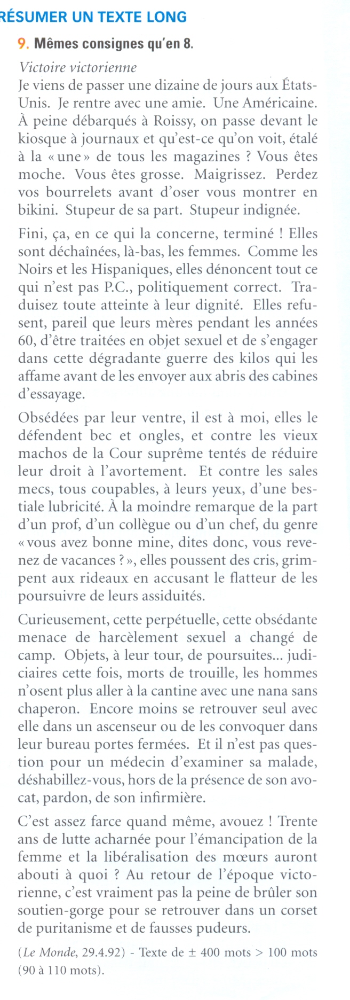 RÉSUMER UN TEXTE LONG
9. Mêmes consignes qu'en 8.
Victoire victorienne
Je viens de passer une dizaine de jours aux États-
Unis. Je rentre avec une amie. Une Américaine.
À peine débarqués à Roissy, on passe devant le
kiosque à journaux et qu'est-ce qu'on voit, étalé
à la « une » de tous les magazines ? Vous êtes
moche. Vous êtes grosse. Maigrissez. Perdez
vos bourrelets avant d'oser vous montrer en
bikini. Stupeur de sa part. Stupeur indignée.
Fini, ça, en ce qui la concerne, terminé ! Elles
sont déchaînées, là-bas, les femmes. Comme les
Noirs et les Hispaniques, elles dénoncent tout ce
qui n'est pas P.C., politiquement correct. Tra-
duisez toute atteinte à leur dignité. Elles refu-
sent, pareil que leurs mères pendant les années
60, d'être traitées en objet sexuel et de s'engager
dans cette dégradante guerre des kilos qui les
affame avant de les envoyer aux abris des cabines
d'essayage.
Obsédées par leur ventre, il est à moi, elles le
défendent bec et ongles, et contre les vieux
machos de la Cour suprême tentés de réduire
leur droit à l'avortement. Et contre les sales
mecs, tous coupables, à leurs yeux, d'une bes-
tiale lubricité. À la moindre remarque de la part
d'un prof, d'un collègue ou d'un chef, du genre
« vous avez bonne mine, dites donc, vous reve-
nez de vacances ? », elles poussent des cris, grim-
pent aux rideaux en accusant le flatteur de les
poursuivre de leurs assiduités.
Curieusement, cette perpétuelle, cette obsédante
menace de harcèlement sexuel a changé de
camp. Objets, à leur tour, de poursuites... judi-
ciaires cette fois, morts de trouille, les hommes
n'osent plus aller à la cantine avec une nana sans
chaperon. Encore moins se retrouver seul avec
elle dans un ascenseur ou de les convoquer dans
leur bureau portes fermées. Et il n'est pas ques-
tion pour un médecin d'examiner sa malade,
déshabillez-vous, hors de la présence de son avo-
cat, pardon, de son infirmière.
C'est assez farce quand même, avouez ! Trente
ans de lutte acharnée pour l'émancipation de la
femme et la libéralisation des mœurs auront
abouti à quoi ? Au retour de l'époque victo-
rienne, c'est vraiment pas la peine de brûler son
soutien-gorge pour se retrouver dans un corset
de puritanisme et de fausses pudeurs.
(Le Monde, 29.4.92) - Texte de ± 400 mots > 100 mots
(90 à 110 mots).